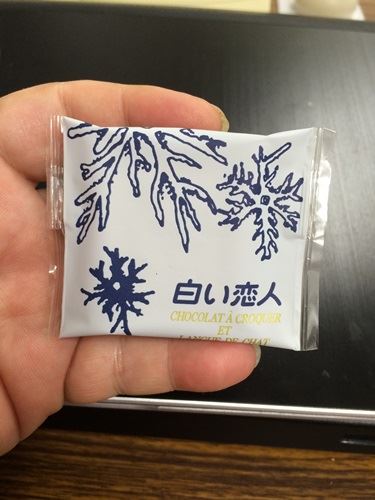 白い恋人
CHOCOLAT À CROQUER
ET
LANGUE DE CHAT